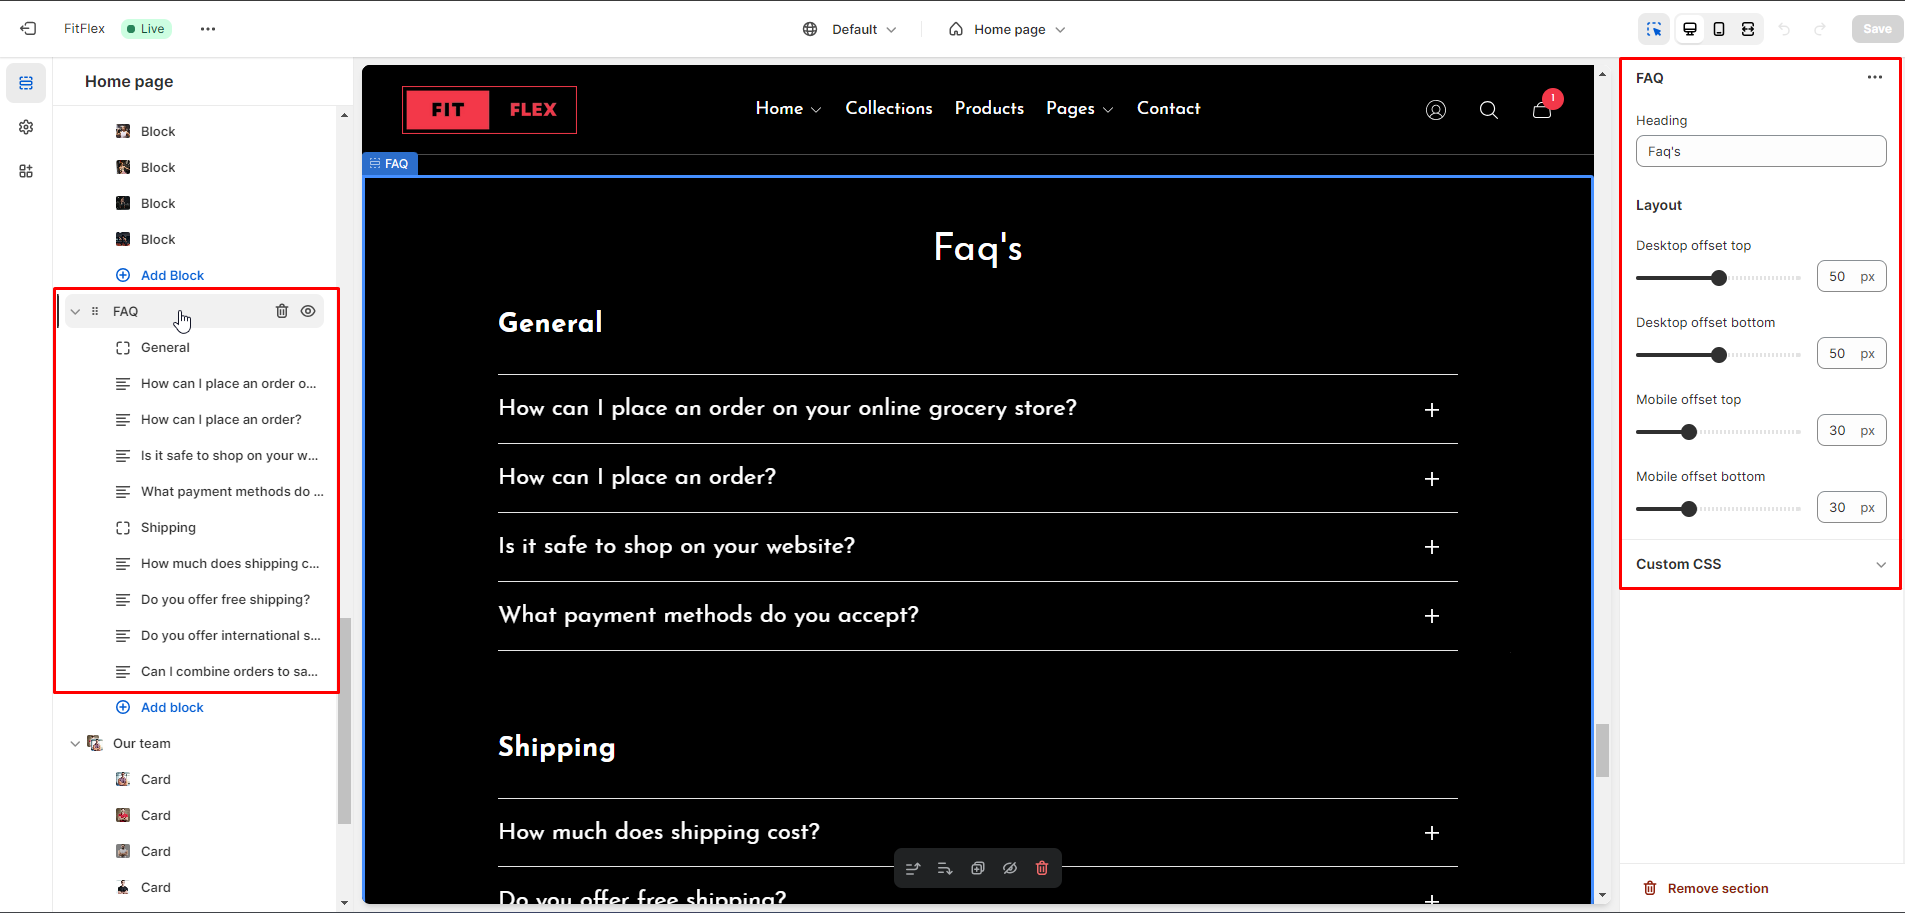 FitFlex
Live
Default
Home page
Save
Home page
Block
Block
Block
Block
Add Block
FAQ
General
How can I place an order o...
How can I place an order?
Is it safe to shop on your w...
What payment methods do ...
Shipping
How much does shipping c...
Do you offer free shipping?
Do you offer international s...
Can I combine orders to sa...
Add block
Our team
Card
Card
Card
Card
FIT FLEX
Home
Collections
Products
Pages
Contact
1
FAQ
Faq's
General
How can I place an order on your online grocery store?
How can I place an order?
Is it safe to shop on your website?
What payment methods do you accept?
Shipping
How much does shipping cost?
Do you offer free shipping?
FAQ
Heading
Faq's
Layout
Desktop offset top
50 px
Desktop offset bottom
50 px
Mobile offset top
30 px
Mobile offset bottom
30 px
Custom CSS
Remove section